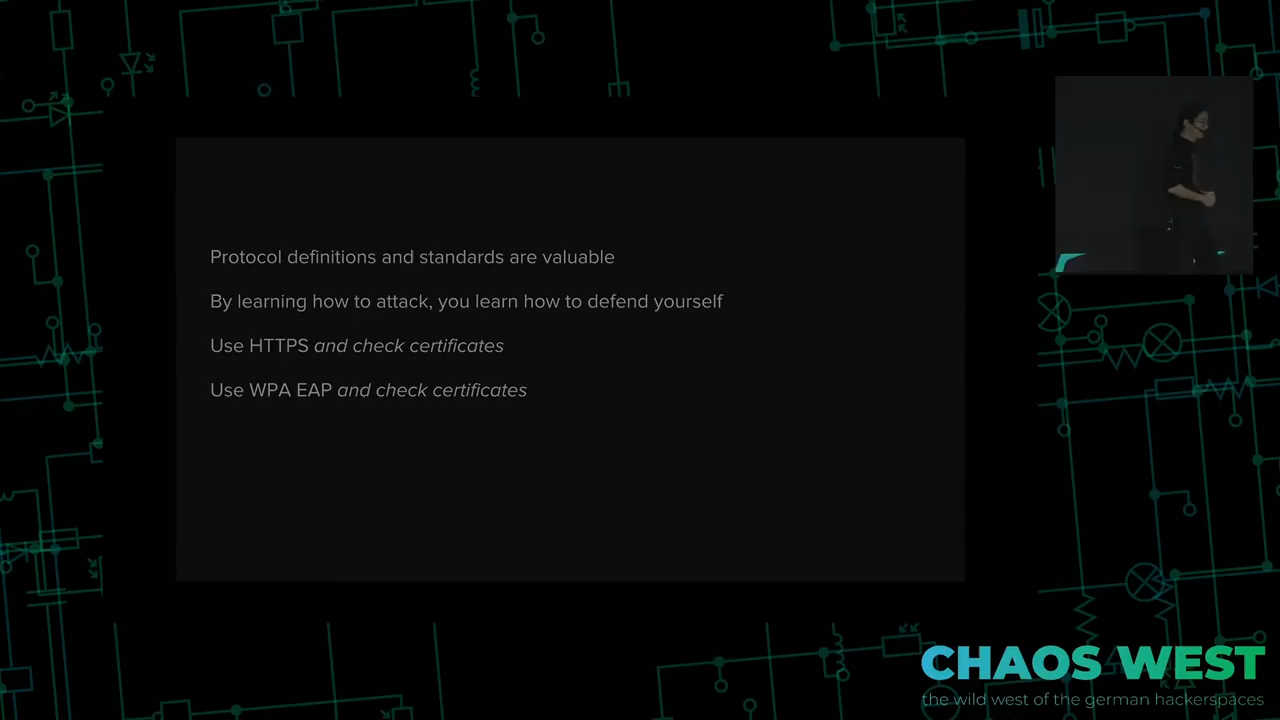 Protocol definitions and standards are valuable
By learning how to attack, you learn how to defend yourself
Use HTTPS and check certificates
Use WPA EAP and check certificates
CHAOS WEST
the wild west of the german hackerspaces